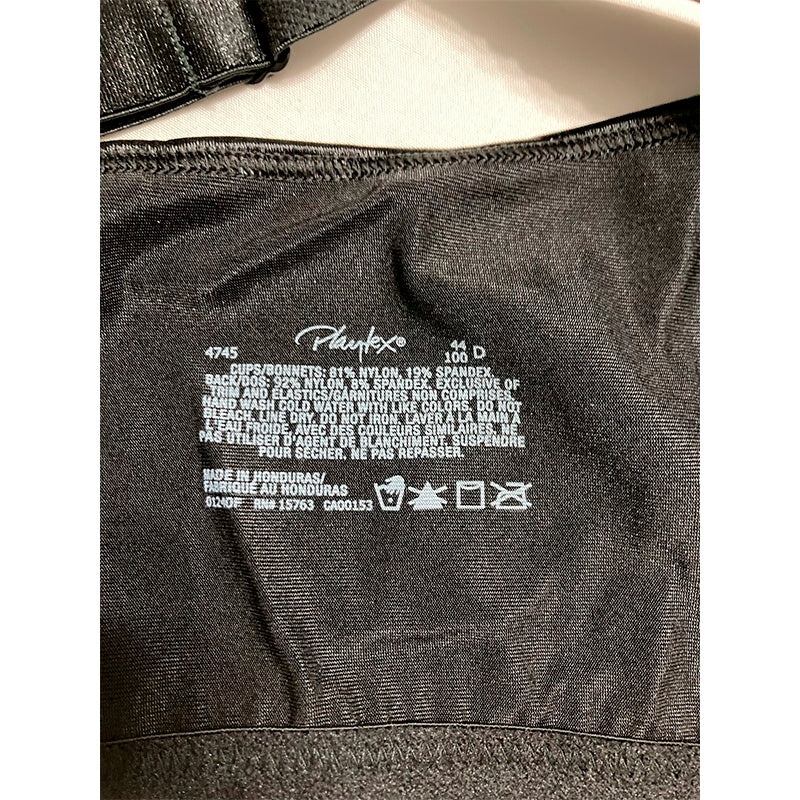 Playtex®
4745
44
100 D
CUPS/BONNETS: 81% NYLON, 19% SPANDEX.
BACK/DOS: 92% NYLON, 8% SPANDEX. EXCLUSIVE OF
TRIM AND ELASTICS/GARNITURES NON COMPRISES.
HAND WASH COLD WATER WITH LIKE COLORS. DO NOT
BLEACH. LINE DRY. DO NOT IRON. LAVER À LA MAIN À
L'EAU FROIDE, AVEC DES COULEURS SIMILAIRES, NE
PAS UTILISER D'AGENT DE BLANCHIMENT. SUSPENDRE
POUR SÉCHER. NE PAS REPASSER.
MADE IN HONDURAS/
FABRIQUE AU HONDURAS
RN# 15763 CA00153